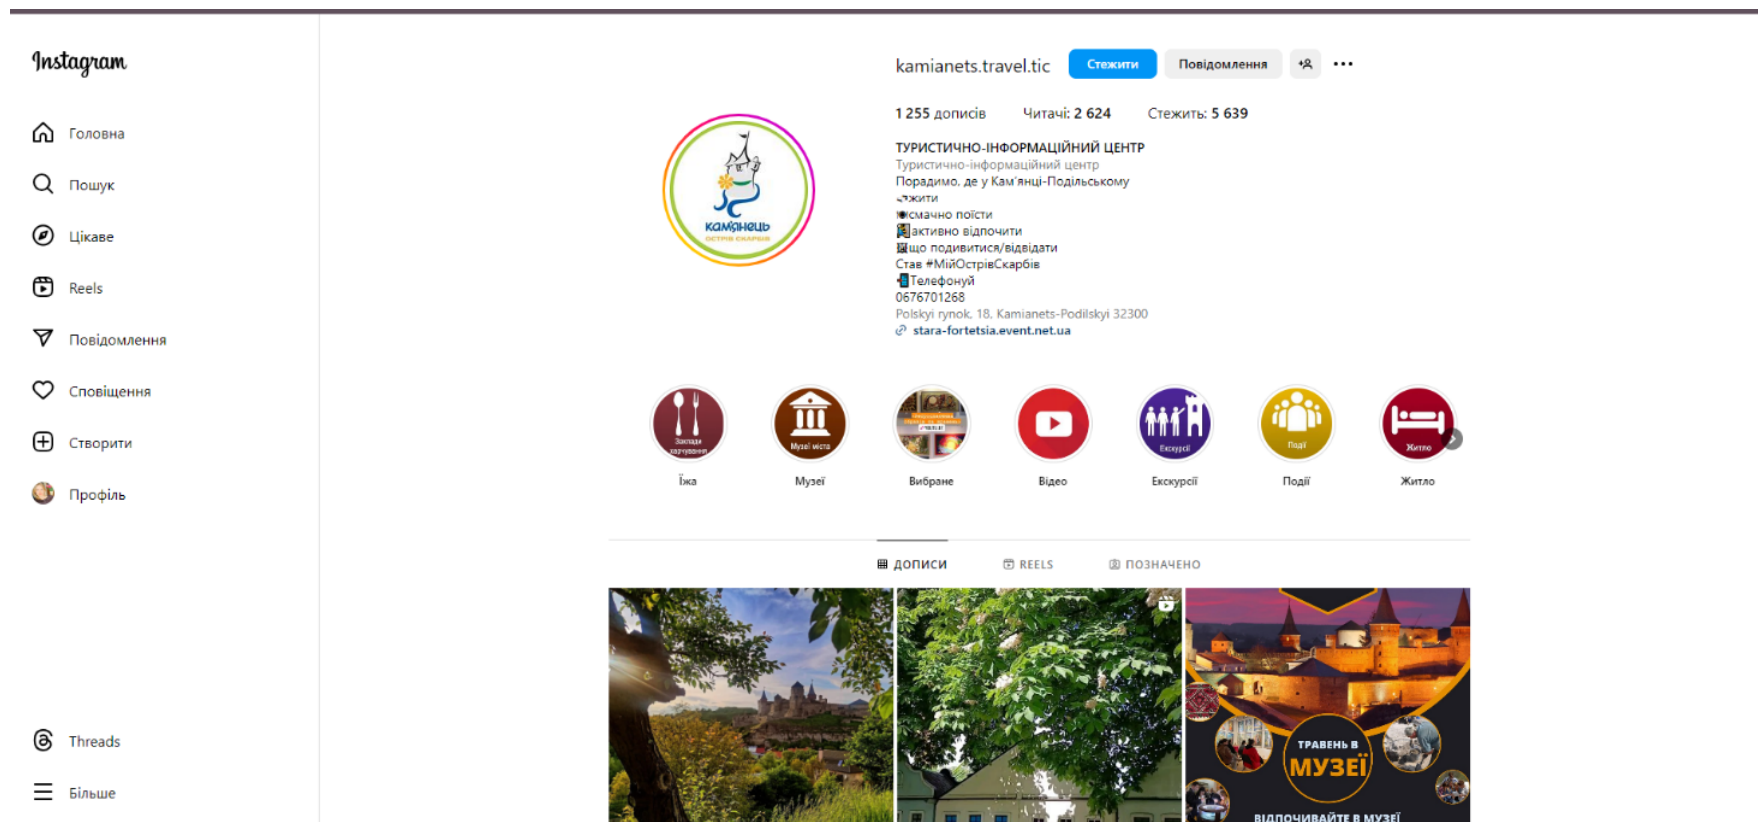 Instagram
Головна
Пошук
Цікаве
Reels
Повідомлення
Сповіщення
Створити
Профіль
Threads
Більше
kamianets.travel.tic Стежити Повідомлення
1 255 дописів Читачі: 2 624 Стежить: 5 639
ТУРИСТИЧНО-ІНФОРМАЦІЙНИЙ ЦЕНТР
Туристично-інформаційний центр
Порадимо, де у Кам'янці-Подільському
жити
смачно поїсти
активно відпочити
що подивитися/відвідати
Став #МійОстрівСкарбів
Телефонуй
0676701268
Polskyi rynok, 18, Kamianets-Podilskyi 32300
stara-fortetsia.event.net.ua
КАМ'ЯНЕЦЬ
ОСТРІВ СКАРБІВ
Заклади
харчування
Музеї міста
Екскурсії
Події
Житло
Їжа Музеї Вибране Відео Екскурсії Події Житло
ДОПИСИ REELS ПОЗНАЧЕНО
ТРАВЕНЬ В
МУЗЕЇ
ВІДПОЧИВАЙТЕ В МУЗЕЇ